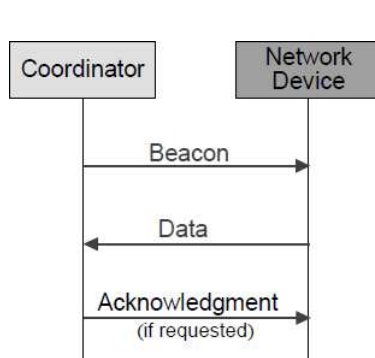 Coordinator
Network
Device
Beacon
Data
Acknowledgment
(if requested)